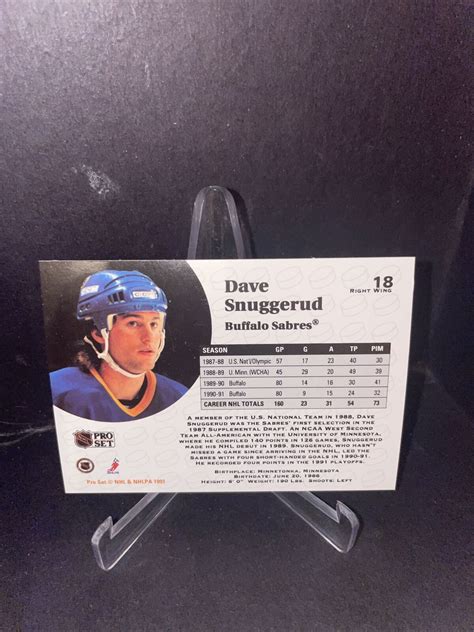 Dave
Snuggerud
Buffalo Sabres®
18
RIGHT WING
SEASON GP G A TP PIM
1987-88 U.S. Nat'l/Olympic 57 17 23 40 30
1988-89 U. Minn. (WCHA) 45 29 20 49 39
1989-90 Buffalo 80 14 16 30 41
1990-91 Buffalo 80 9 15 24 32
CAREER NHL TOTALS 160 23 31 54 73
A MEMBER OF THE U.S. NATIONAL TEAM IN 1988, DAVE
SNUGGERUD WAS THE SABRES' FIRST SELECTION IN THE
1987 SUPPLEMENTAL DRAFT. AN NCAA WEST SECOND
TEAM ALL-AMERICAN WITH THE UNIVERSITY OF MINNESOTA,
WHERE HE COMPILED 140 POINTS IN 126 GAMES, SNUGGERUD
MADE HIS NHL DEBUT IN 1989. SNUGGERUD, WHO HASN'T
MISSED A GAME SINCE ARRIVING IN THE NHL, LED THE
SABRES WITH FOUR SHORT-HANDED GOALS IN 1990-91.
HE RECORDED FOUR POINTS IN THE 1991 PLAYOFFS.
BIRTHPLACE: MINNETONKA, MINNESOTA
BIRTHDATE: JUNE 20, 1966
HEIGHT: 6' 0" WEIGHT: 190 LBS. SHOOTS: LEFT
PRO
SET
Pro Set © NHL & NHLPA 1991